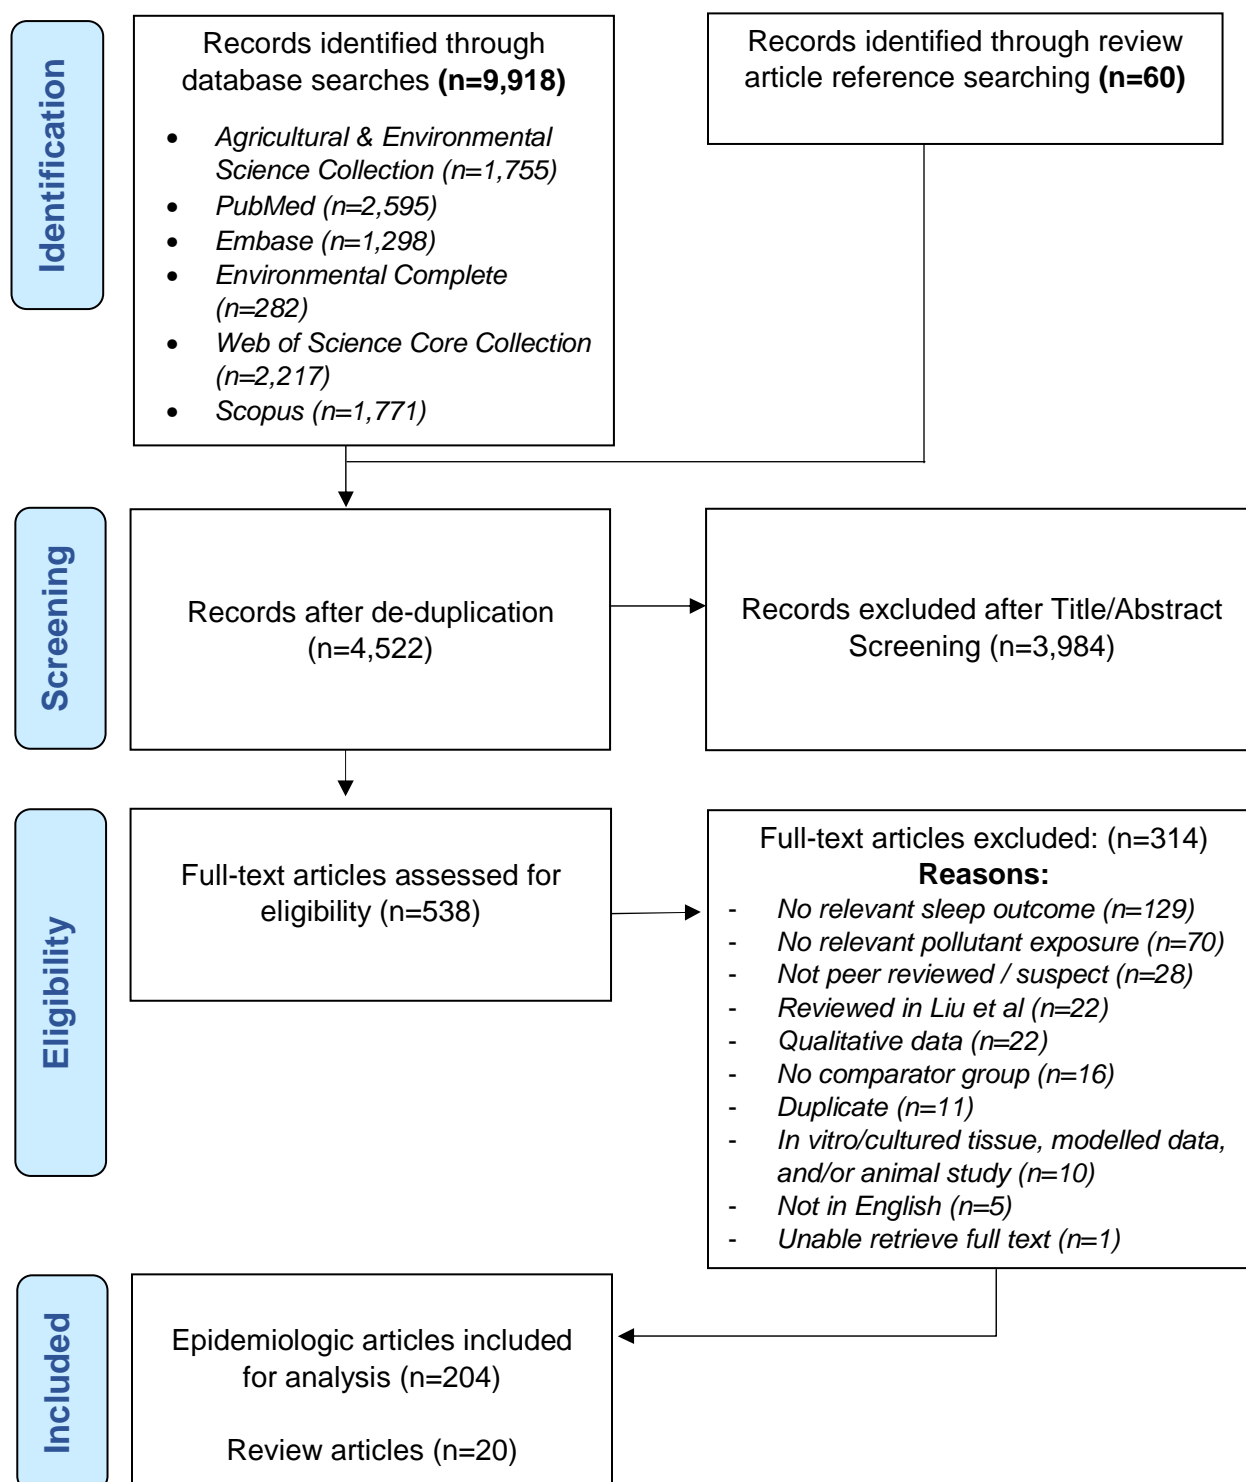 Identification
Records identified through
database searches (n=9,918)
• Agricultural & Environmental
Science Collection (n=1,755)
• PubMed (n=2,595)
• Embase (n=1,298)
• Environmental Complete
(n=282)
• Web of Science Core Collection
(n=2,217)
• Scopus (n=1,771)
Records identified through review
article reference searching (n=60)
Screening
Records after de-duplication
(n=4,522)
Records excluded after Title/Abstract
Screening (n=3,984)
Eligibility
Full-text articles assessed for
eligibility (n=538)
Full-text articles excluded: (n=314)
Reasons:
- No relevant sleep outcome (n=129)
- No relevant pollutant exposure (n=70)
- Not peer reviewed / suspect (n=28)
- Reviewed in Liu et al (n=22)
- Qualitative data (n=22)
- No comparator group (n=16)
- Duplicate (n=11)
- In vitro/cultured tissue, modelled data,
and/or animal study (n=10)
- Not in English (n=5)
- Unable retrieve full text (n=1)
Included
Epidemiologic articles included
for analysis (n=204)
Review articles (n=20)